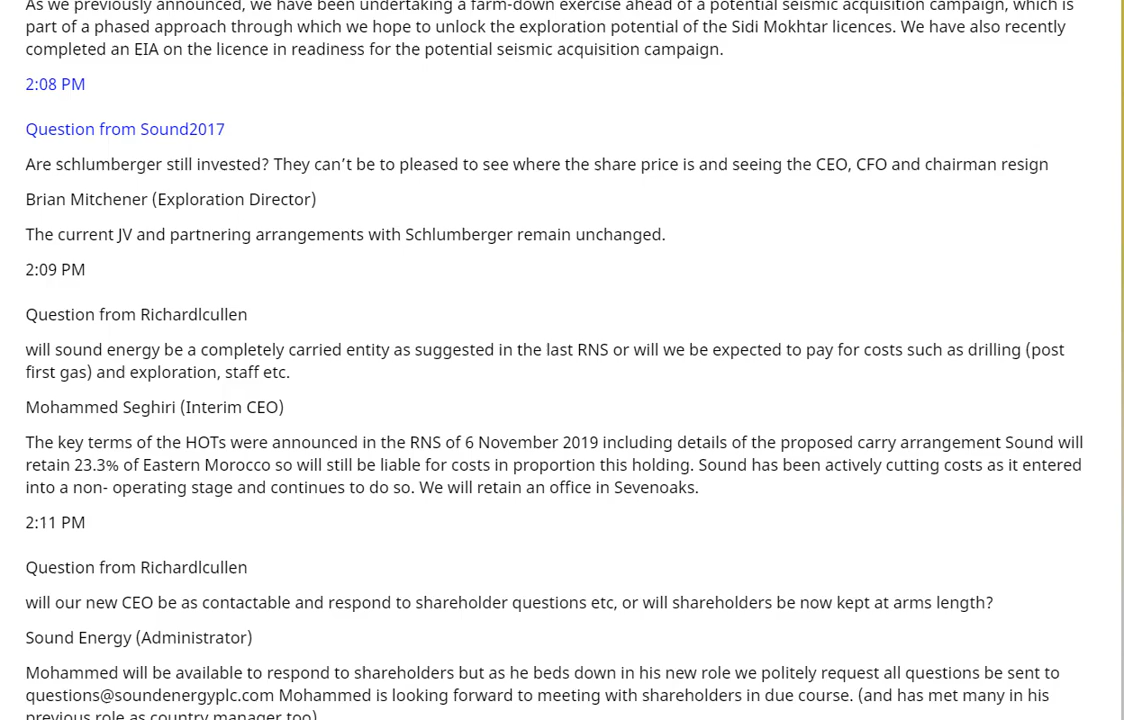 As we previously announced, we have been undertaking a farm-down exercise ahead of a potential seismic acquisition campaign, which is
part of a phased approach through which we hope to unlock the exploration potential of the Sidi Mokhtar licences. We have also recently
completed an EIA on the licence in readiness for the potential seismic acquisition campaign.
2:08 PM
Question from Sound2017
Are schlumberger still invested? They can't be to pleased to see where the share price is and seeing the CEO, CFO and chairman resign
Brian Mitchener (Exploration Director)
The current JV and partnering arrangements with Schlumberger remain unchanged.
2:09 PM
Question from Richardlcullen
will sound energy be a completely carried entity as suggested in the last RNS or will we be expected to pay for costs such as drilling (post
first gas) and exploration, staff etc.
Mohammed Seghiri (Interim CEO)
The key terms of the HOTs were announced in the RNS of 6 November 2019 including details of the proposed carry arrangement Sound will
retain 23.3% of Eastern Morocco so will still be liable for costs in proportion this holding. Sound has been actively cutting costs as it entered
into a non- operating stage and continues to do so. We will retain an office in Sevenoaks.
2:11 PM
Question from Richardlcullen
will our new CEO be as contactable and respond to shareholder questions etc, or will shareholders be now kept at arms length?
Sound Energy (Administrator)
Mohammed will be available to respond to shareholders but as he beds down in his new role we politely request all questions be sent to
questions@soundenergyplc.com Mohammed is looking forward to meeting with shareholders in due course. (and has met many in his
previous role as country manager too)